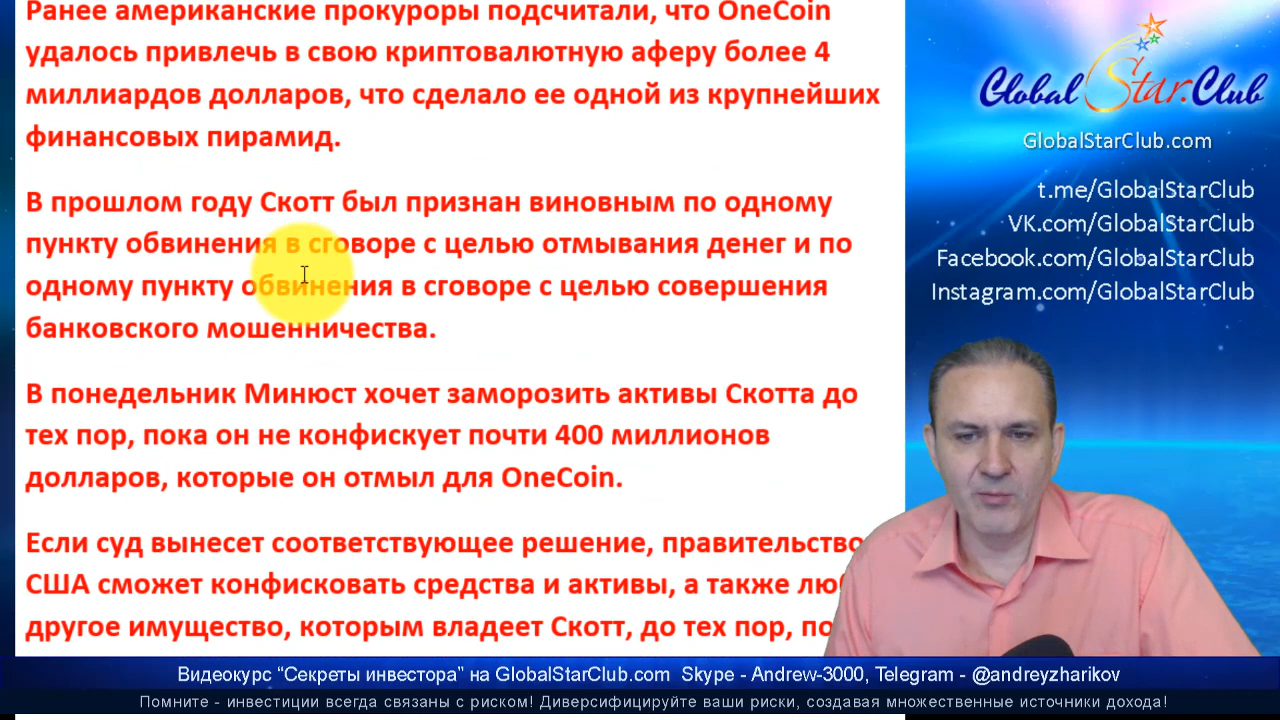 Ранее американские прокуроры подсчитали, что OneCoin
удалось привлечь в свою криптовалютную аферу более 4
миллиардов долларов, что сделало ее одной из крупнейших
финансовых пирамид.
В прошлом году Скотт был признан виновным по одному
пункту обвинения в сговоре с целью отмывания денег и по
одному пункту обвинения в сговоре с целью совершения
банковского мошенничества.
В понедельник Минюст хочет заморозить активы Скотта до
тех пор, пока он не конфискует почти 400 миллионов
долларов, которые он отмыл для OneCoin.
Если суд вынесет соответствующее решение, правительство
США сможет конфисковать средства и активы, а также
другое имущество, которым владеет Скотт, до тех пор,
Global Star.Club
GlobalStarClub.com
t.me/GlobalStarClub
VK.com/GlobalStarClub
Facebook.com/GlobalStarClub
Instagram.com/GlobalStarClub
Видеокурс “Секреты инвестора” на GlobalStarClub.com Skype - Andrew-3000, Telegram - @andreyzharikov
Помните - инвестиции всегда связаны с риском! Диверсифицируйте ваши риски, создавая множественные источники дохода!